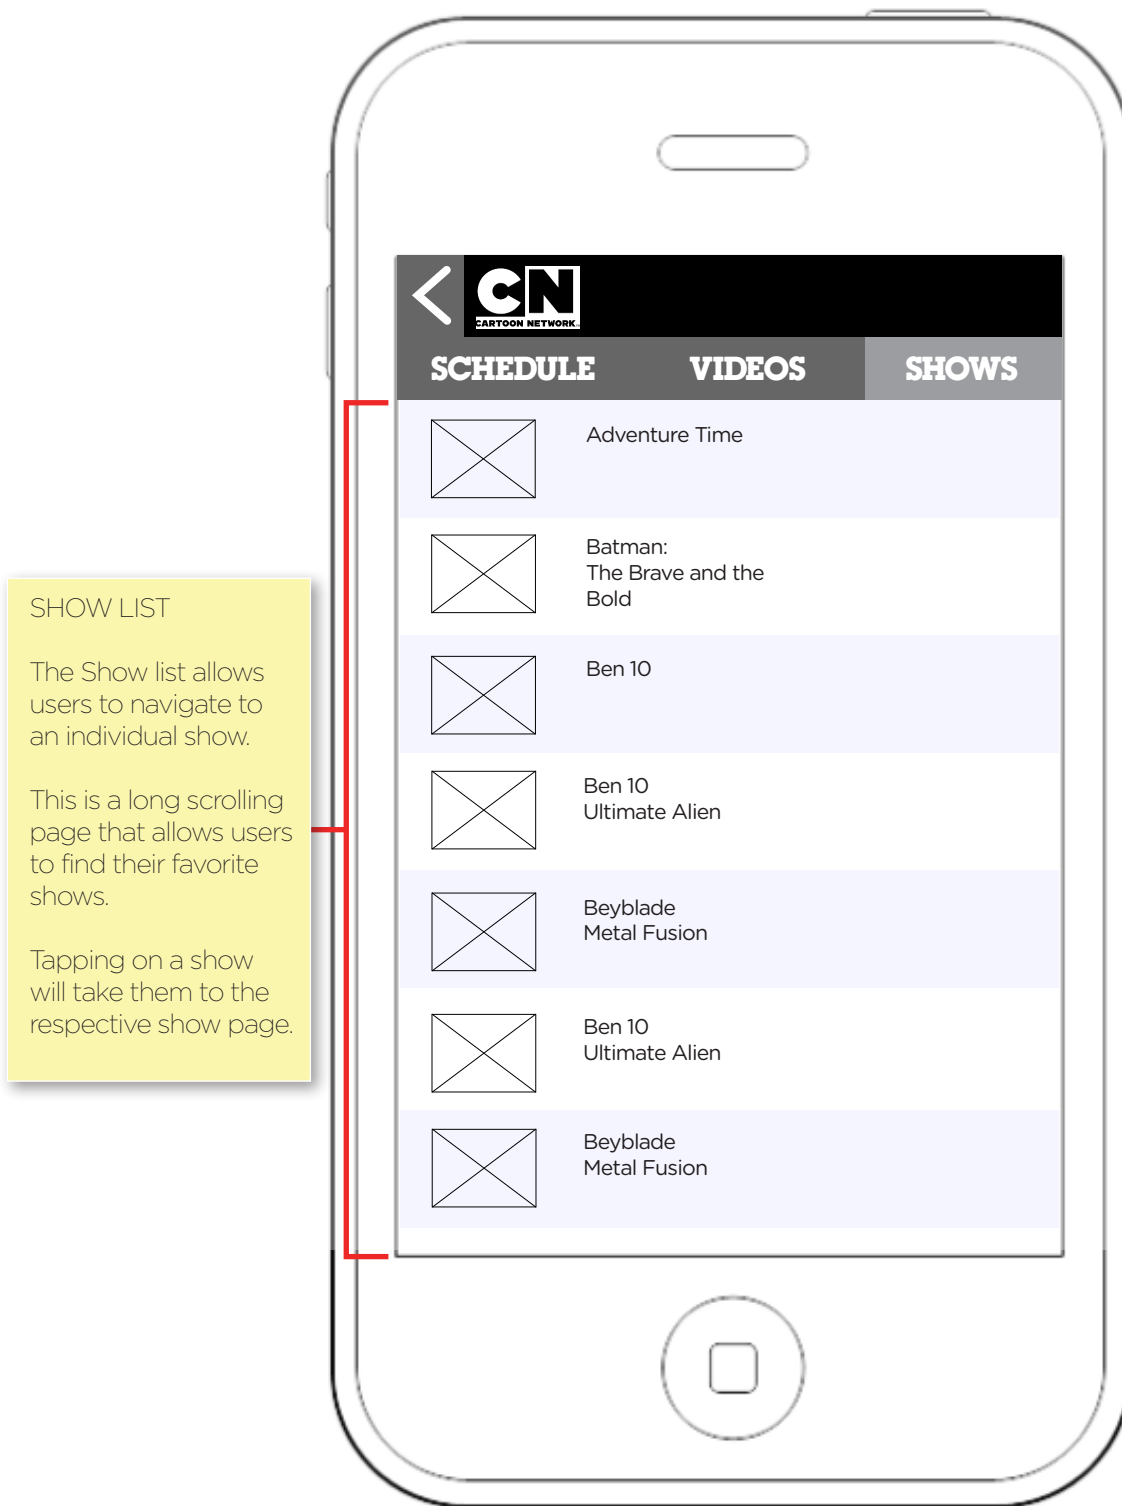 CN
CARTOON NETWORK
SCHEDULE VIDEOS SHOWS
Adventure Time
Batman:
The Brave and the
Bold
Ben 10
Ben 10
Ultimate Alien
Beyblade
Metal Fusion
Ben 10
Ultimate Alien
Beyblade
Metal Fusion
SHOW LIST
The Show list allows
users to navigate to
an individual show.
This is a long scrolling
page that allows users
to find their favorite
shows.
Tapping on a show
will take them to the
respective show page.